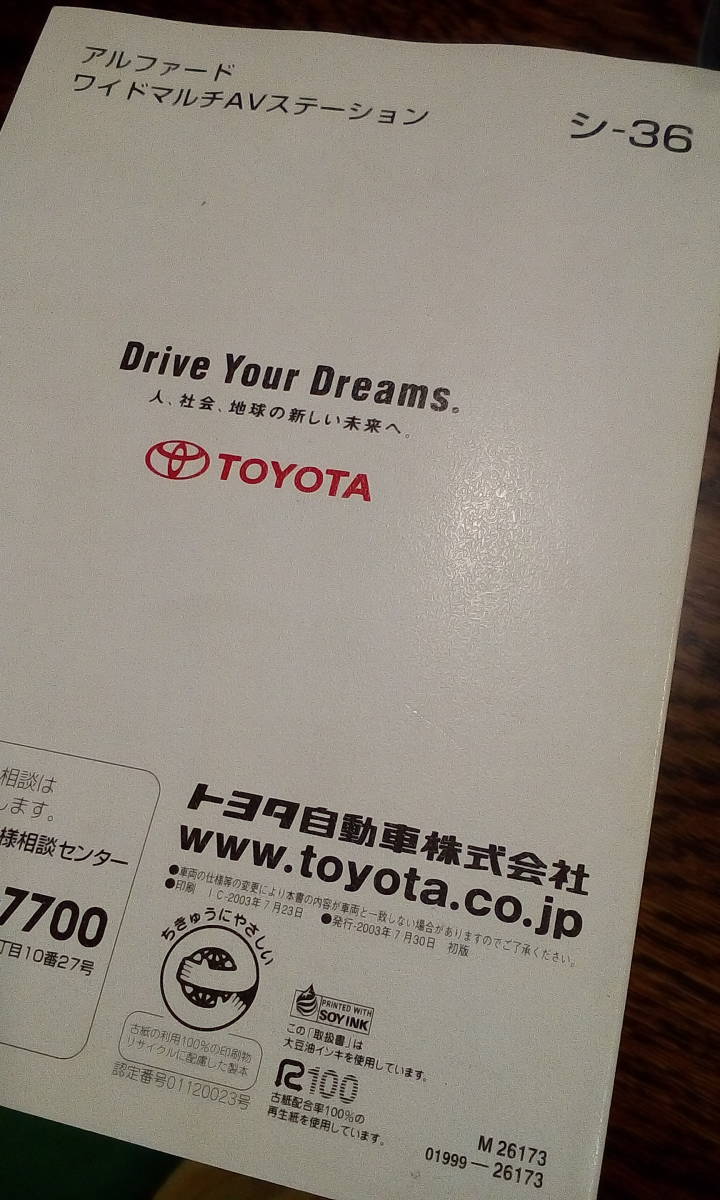 アルファード
ワイドマルチAVステーション
シ-36
Drive Your Dreams.
人、社会、地球の新しい未来へ。
TOYOTA
相談は
します。
様相談センター
-7700
丁目10番27号
トヨタ自動車株式会社
www.toyota.co.jp
●車両の仕様等の変更により本書の内容が車両と一致しない場合がありますのでご了承ください。
●印刷 IC-2003年7月23日 ●発行-2003年7月30日 初版
ちきゅうにやさしい
古紙の利用100%の印刷物
リサイクルに配慮した製本
認定番号01120023号
PRINTED WITH
SOY INK
この「取扱書」は
大豆油インキを使用しています。
R100
古紙配合率100%の
再生紙を使用しています。
M 26173
01999—26173